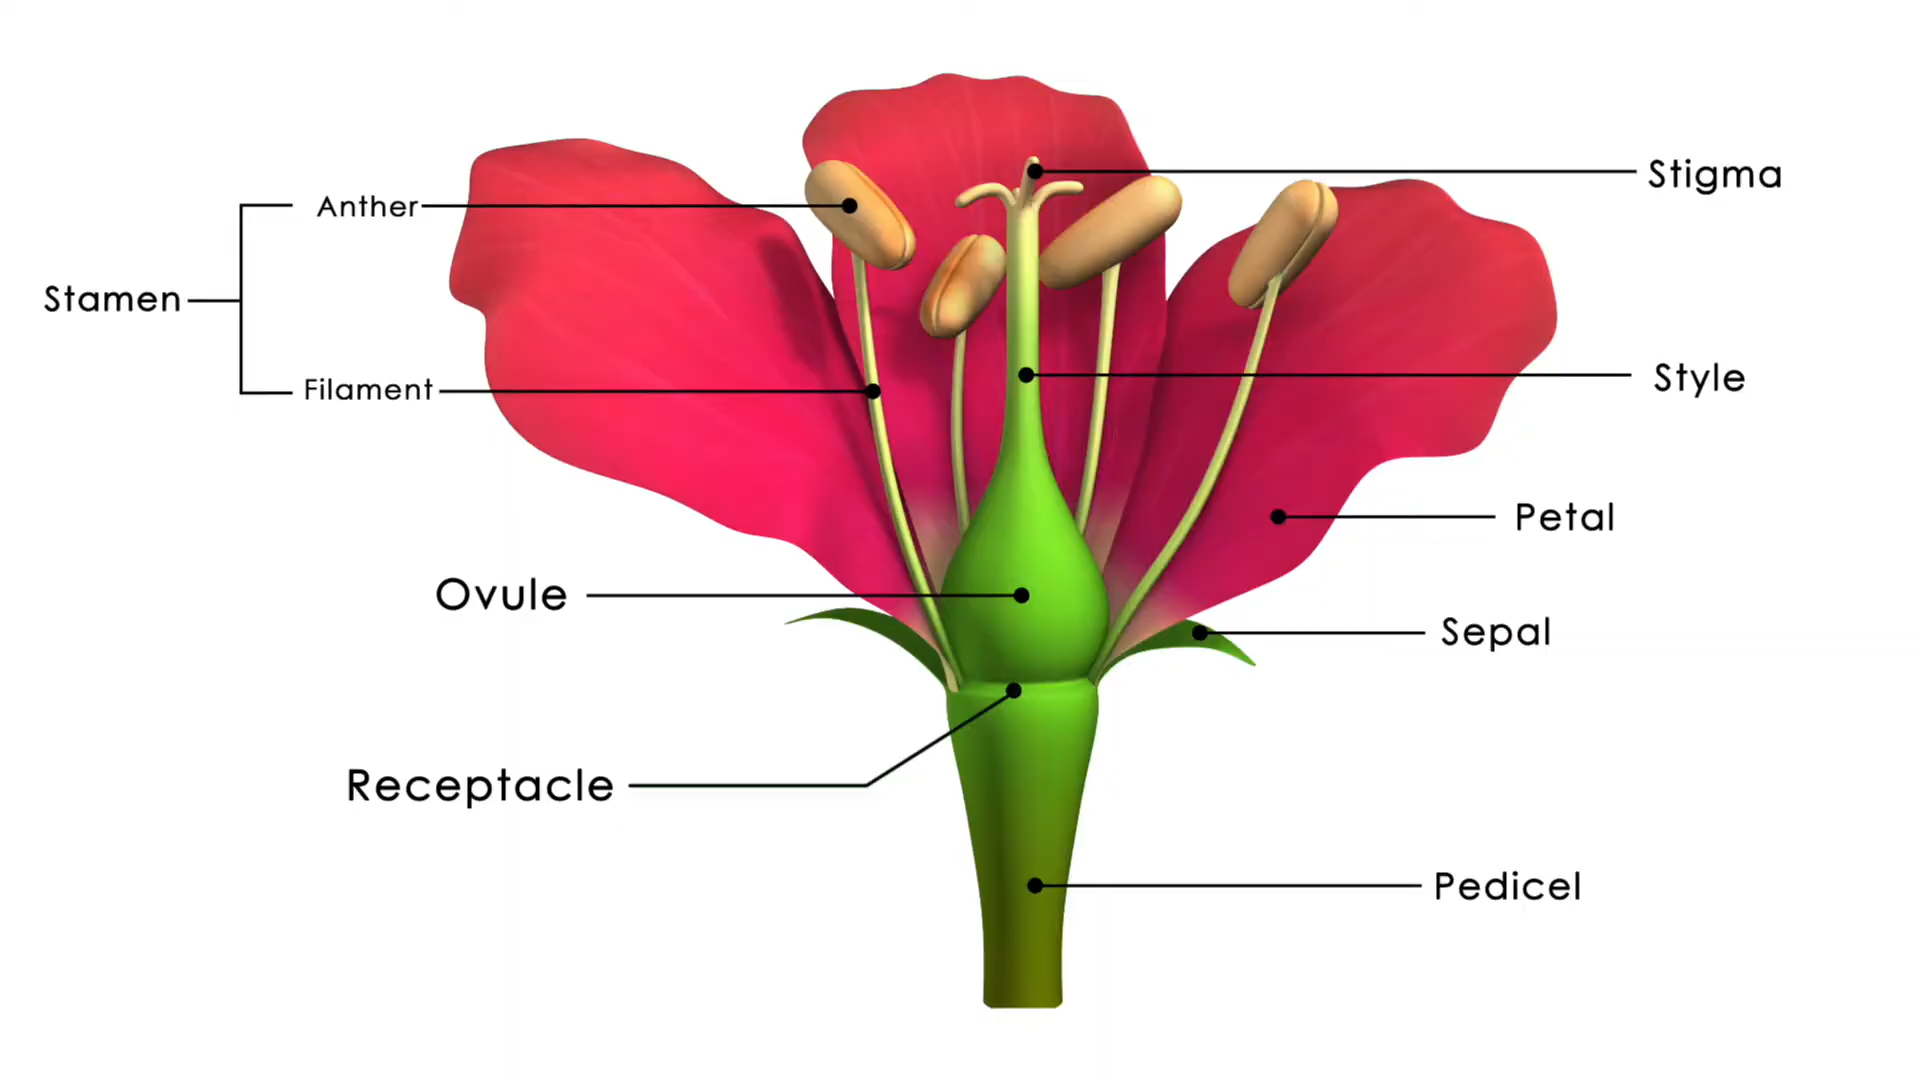 Stigma
Anther
Stamen
Style
Filament
Petal
Ovule
Sepal
Receptacle
Pedicel